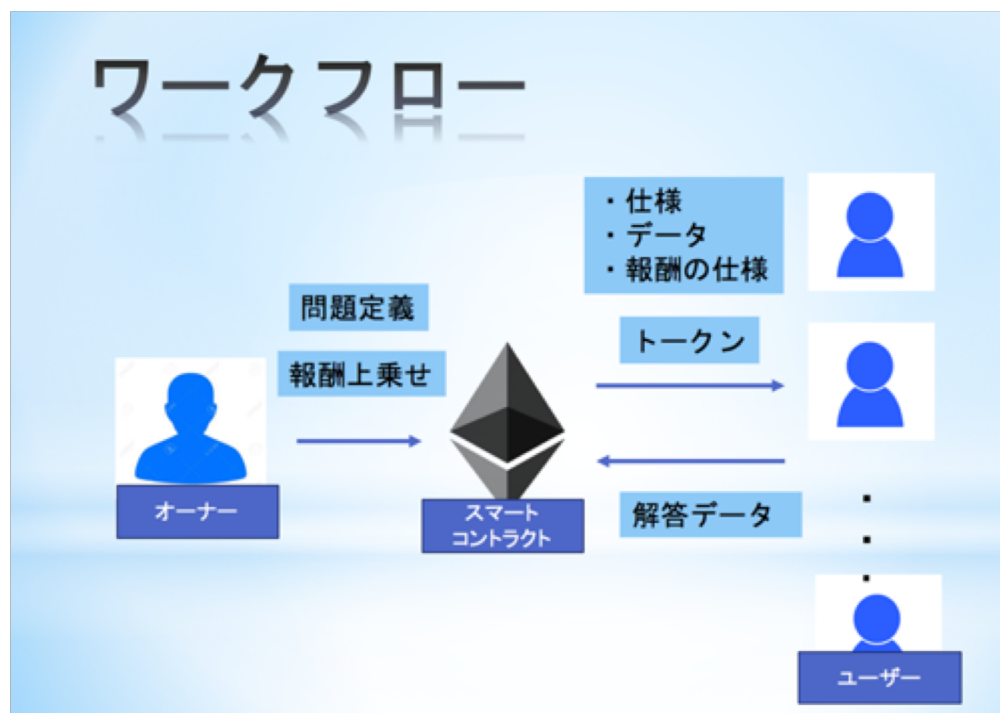 ワークフロー
・仕様
・データ
・報酬の仕様
問題定義
報酬上乗せ
トークン
オーナー
スマート
コントラクト
解答データ
ユーザー